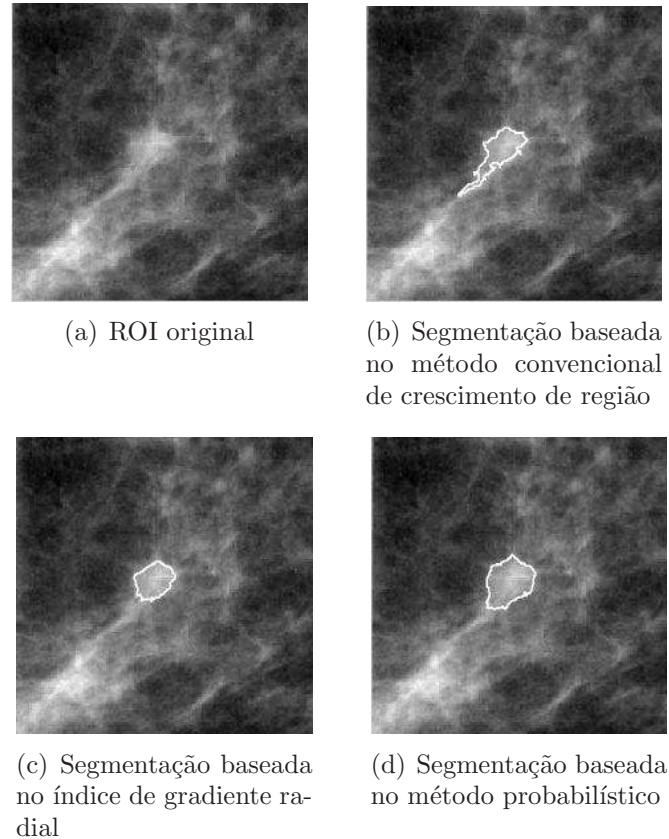 (a) ROI original
(b) Segmentação baseada
no método convencional
de crescimento de região
(c) Segmentação baseada
no índice de gradiente ra-
dial
(d) Segmentação baseada
no método probabilístico